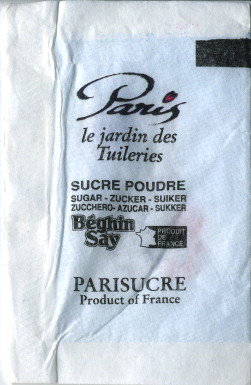 Paris
le jardin des
Tuileries
SUCRE POUDRE
SUGAR - ZUCKER - SUIKER
ZUCCHERO - AZUCAR - SUKKER
Béghin
Say
PRODUIT
DE
FRANCE
PARISUCRE
Product of France